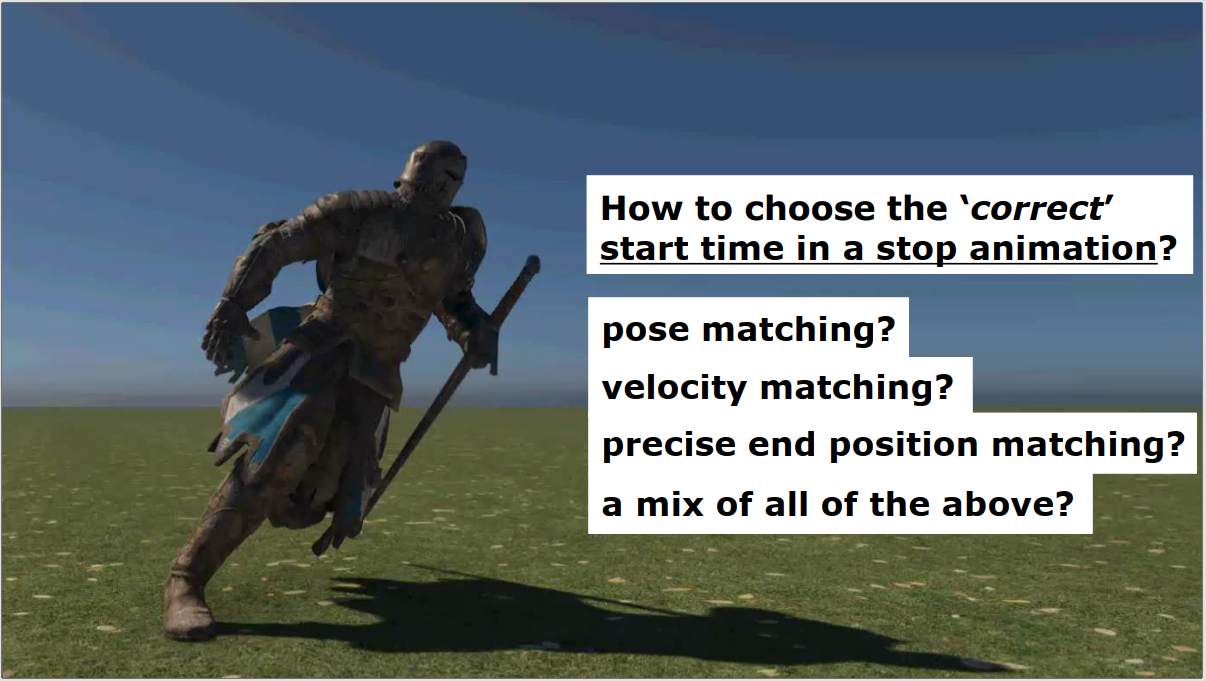 How to choose the ‘correct’
start time in a stop animation?
pose matching?
velocity matching?
precise end position matching?
a mix of all of the above?